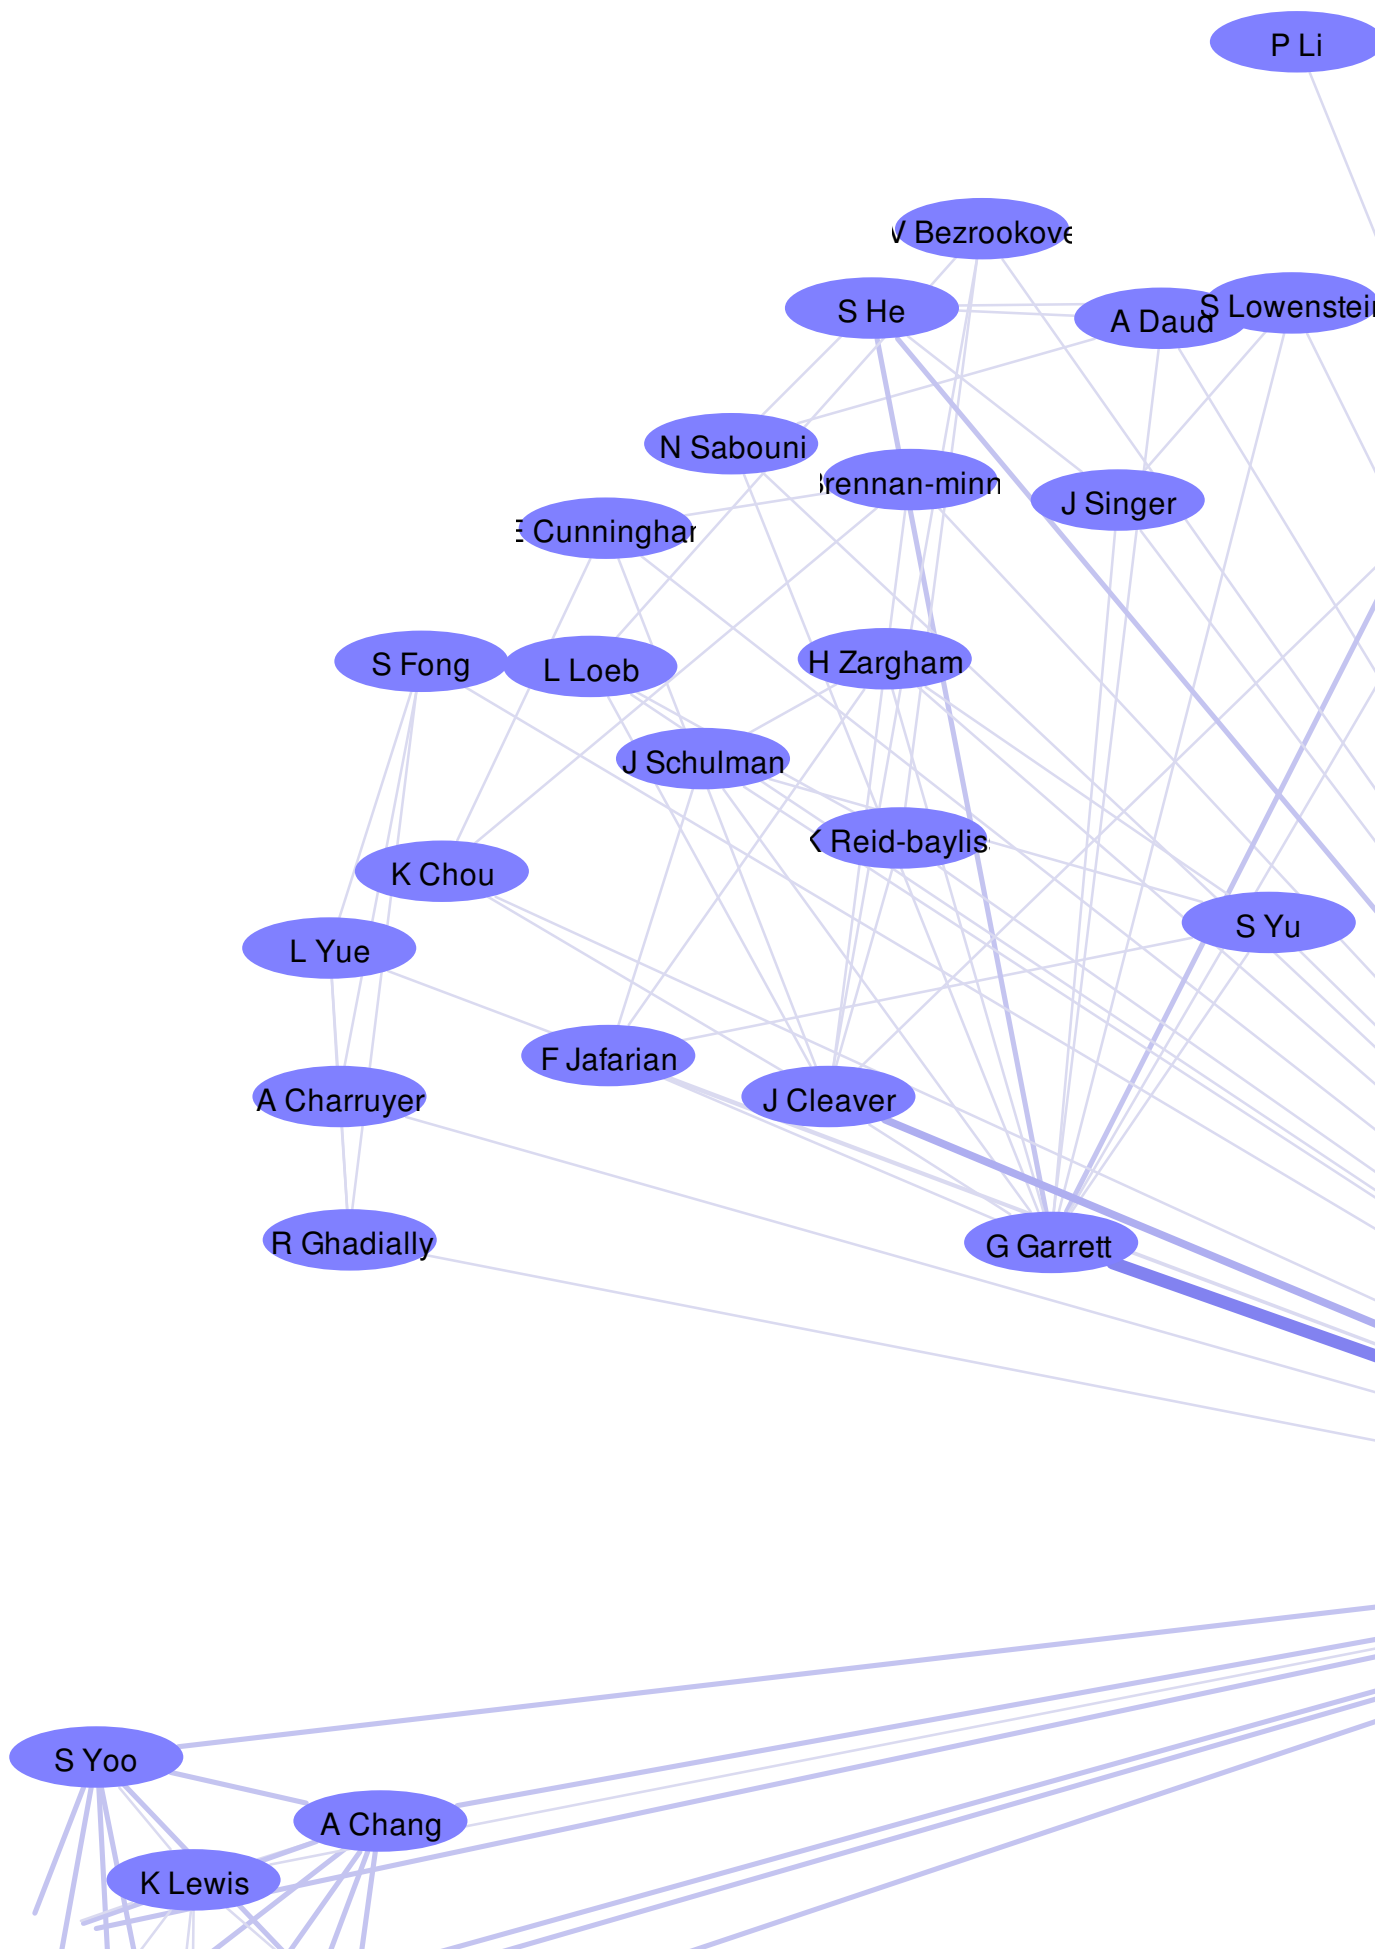 P Li
V Bezrookove
S He
A Daud
S Lowenstein
N Sabouni
Brennan-minn
J Singer
E Cunningham
S Fong
L Loeb
H Zargham
J Schulman
K Reid-baylis
K Chou
S Yu
L Yue
F Jafarian
A Charruyer
J Cleaver
R Ghadially
G Garrett
S Yoo
A Chang
K Lewis